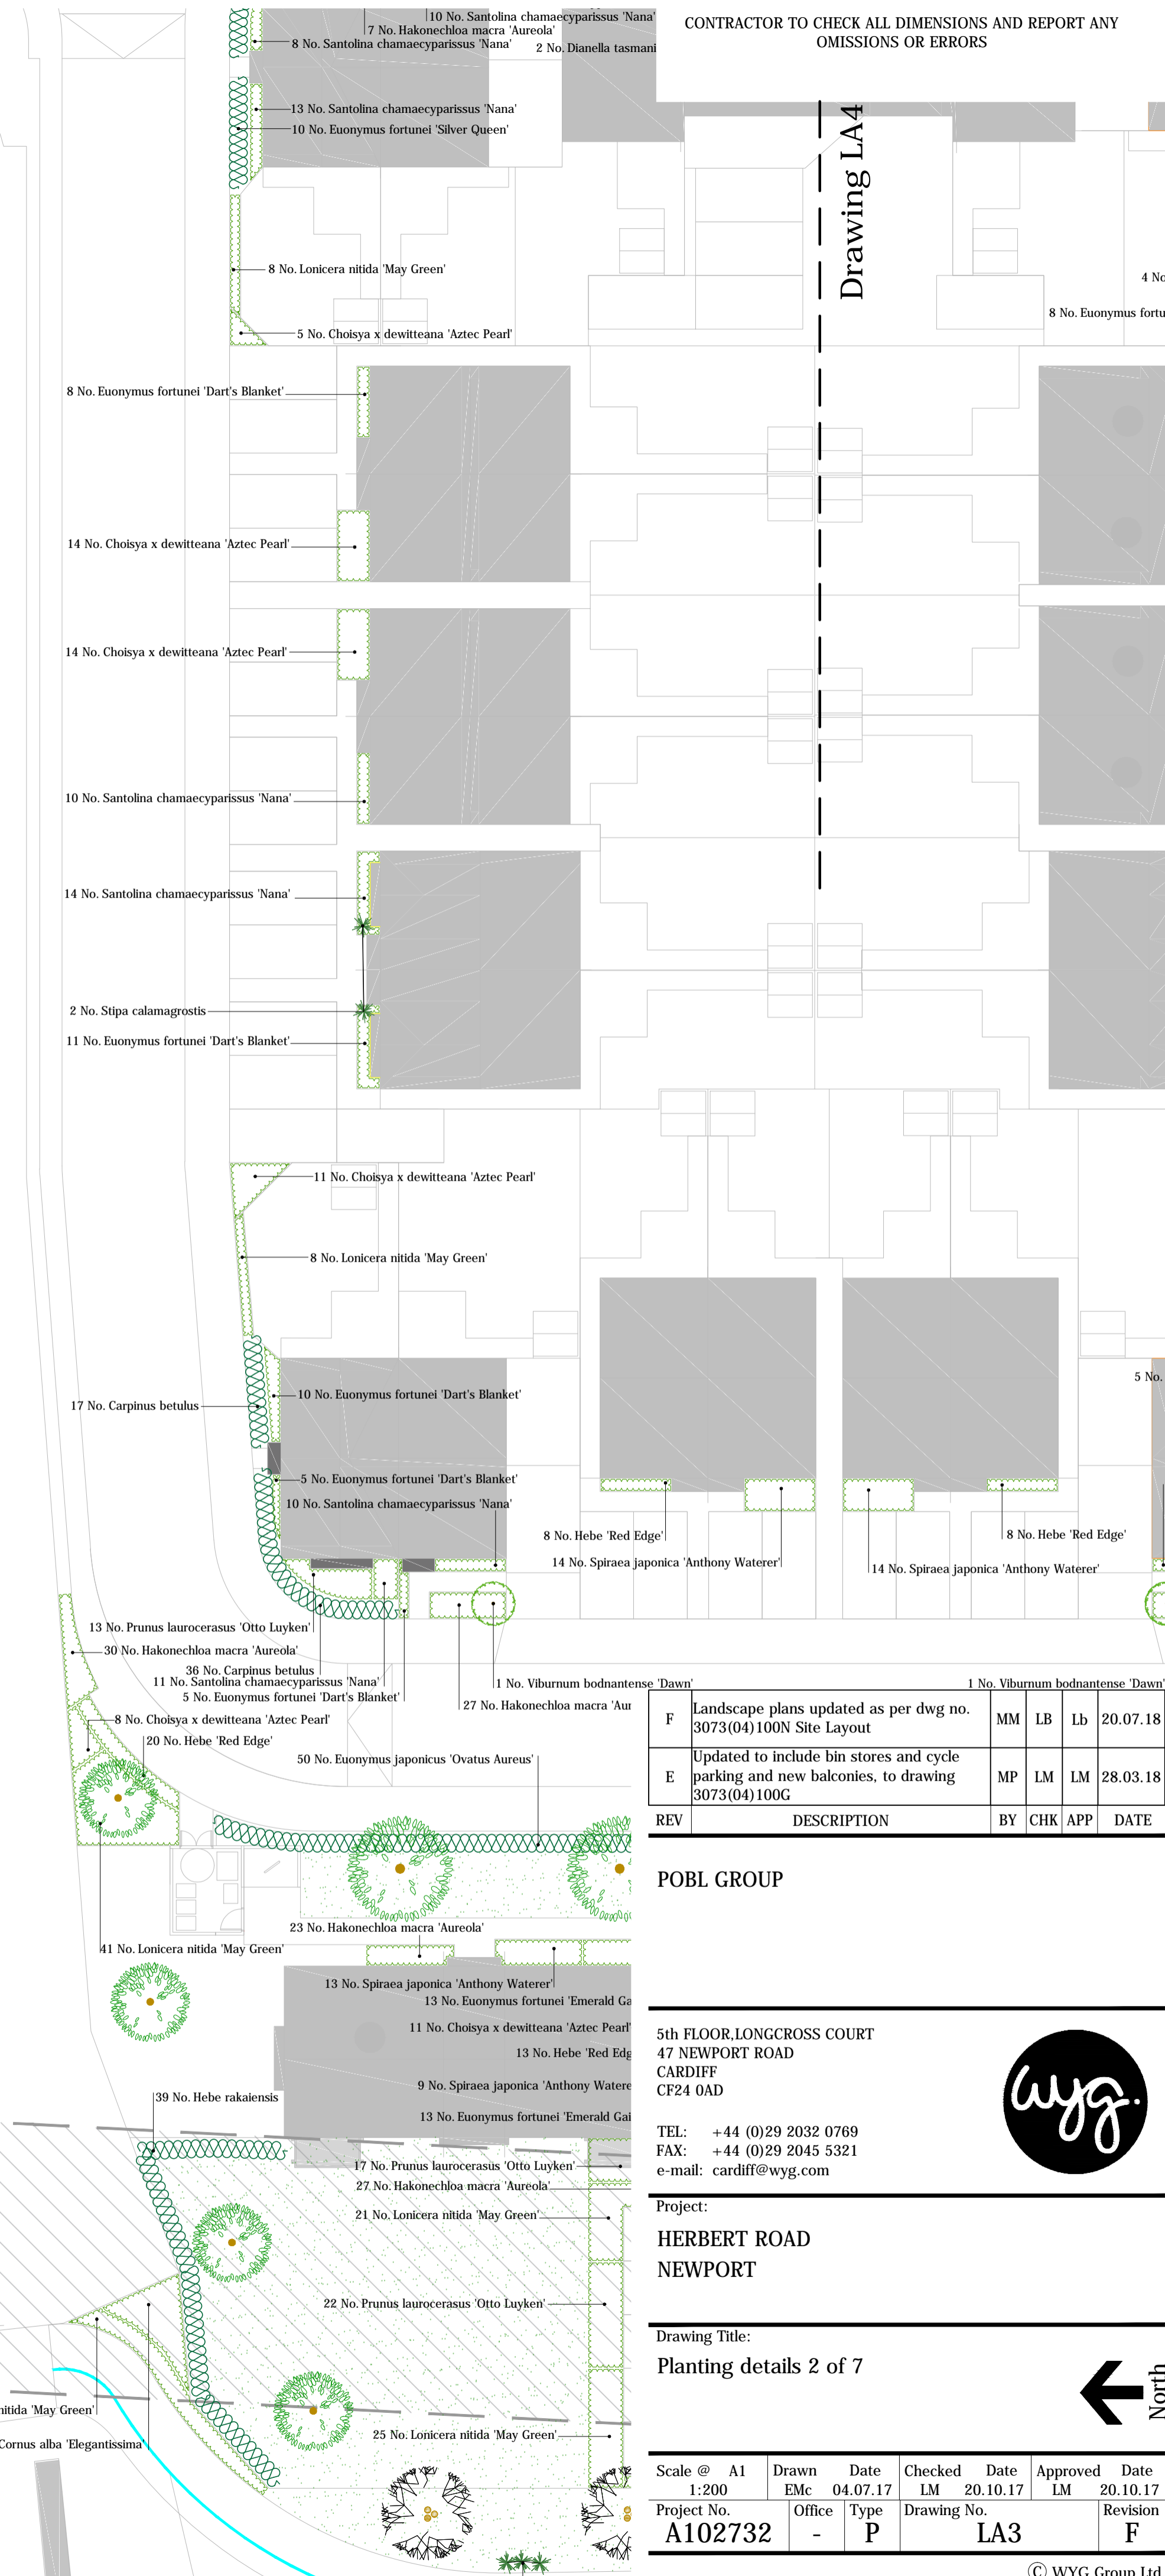 10 No. Santolina chamaecyparissus 'Nana'
7 No. Hakonechloa macra 'Aureola'
8 No. Santolina chamaecyparissus 'Nana'
2 No. Dianella tasmani
CONTRACTOR TO CHECK ALL DIMENSIONS AND REPORT ANY
OMISSIONS OR ERRORS
13 No. Santolina chamaecyparissus 'Nana'
10 No. Euonymus fortunei 'Silver Queen'
Drawing LA4
8 No. Lonicera nitida 'May Green'
4 No
8 No. Euonymus fortu
5 No. Choisya x dewitteana 'Aztec Pearl'
8 No. Euonymus fortunei 'Dart's Blanket'
14 No. Choisya x dewitteana 'Aztec Pearl'
14 No. Choisya x dewitteana 'Aztec Pearl'
10 No. Santolina chamaecyparissus 'Nana'
14 No. Santolina chamaecyparissus 'Nana'
2 No. Stipa calamagrostis
11 No. Euonymus fortunei 'Dart's Blanket'
11 No. Choisya x dewitteana 'Aztec Pearl'
8 No. Lonicera nitida 'May Green'
5 No.
10 No. Euonymus fortunei 'Dart's Blanket'
17 No. Carpinus betulus
5 No. Euonymus fortunei 'Dart's Blanket'
10 No. Santolina chamaecyparissus 'Nana'
8 No. Hebe 'Red Edge'
8 No. Hebe 'Red Edge'
14 No. Spiraea japonica 'Anthony Waterer'
14 No. Spiraea japonica 'Anthony Waterer'
13 No. Prunus laurocerasus 'Otto Luyken'
30 No. Hakonechloa macra 'Aureola'
36 No. Carpinus betulus
11 No. Santolina chamaecyparissus 'Nana'
5 No. Euonymus fortunei 'Dart's Blanket'
1 No. Viburnum bodnantense 'Dawn'
1 No. Viburnum bodnantense 'Dawn'
27 No. Hakonechloa macra 'Aur
8 No. Choisya x dewitteana 'Aztec Pearl'
20 No. Hebe 'Red Edge'
50 No. Euonymus japonicus 'Ovatus Aureus'
F Landscape plans updated as per dwg no. 3073(04)100N Site Layout MM LB Lb 20.07.18
E Updated to include bin stores and cycle parking and new balconies, to drawing 3073(04)100G MP LM LM 28.03.18
REV DESCRIPTION BY CHK APP DATE
POBL GROUP
23 No. Hakonechloa macra 'Aureola'
41 No. Lonicera nitida 'May Green'
13 No. Spiraea japonica 'Anthony Waterer'
13 No. Euonymus fortunei 'Emerald Ga
11 No. Choisya x dewitteana 'Aztec Pearl'
13 No. Hebe 'Red Edg
9 No. Spiraea japonica 'Anthony Watere
39 No. Hebe rakaiensis
13 No. Euonymus fortunei 'Emerald Gai
17 No. Prunus laurocerasus 'Otto Luyken'
27 No. Hakonechloa macra 'Aureola'
21 No. Lonicera nitida 'May Green'
22 No. Prunus laurocerasus 'Otto Luyken'
nitida 'May Green'
Cornus alba 'Elegantissima'
25 No. Lonicera nitida 'May Green'
5th FLOOR,LONGCROSS COURT
47 NEWPORT ROAD
CARDIFF
CF24 0AD
TEL: +44 (0)29 2032 0769
FAX: +44 (0)29 2045 5321
e-mail: cardiff@wyg.com
wyg.
Project:
HERBERT ROAD
NEWPORT
Drawing Title:
Planting details 2 of 7
North
Scale @ A1 Drawn Date Checked Date Approved Date
1:200 EMc 04.07.17 LM 20.10.17 LM 20.10.17
Project No. Office Type Drawing No. Revision
A102732 - P LA3 F
© WYG Group Ltd